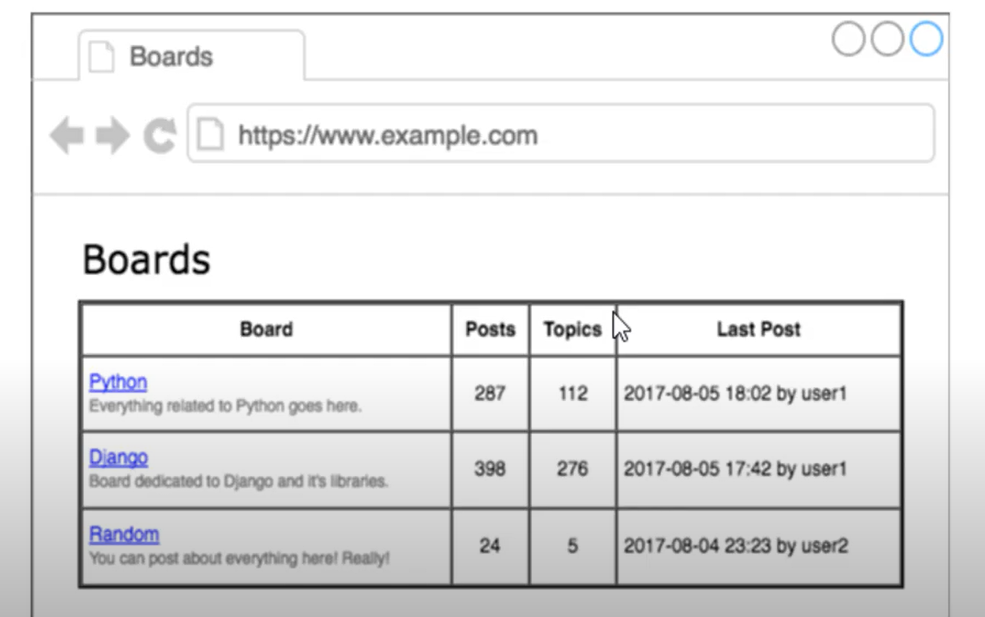 Boards
https://www.example.com
Boards
Board Posts Topics Last Post
Python
Everything related to Python goes here.
287 112 2017-08-05 18:02 by user1
Django
Board dedicated to Django and it's libraries.
398 276 2017-08-05 17:42 by user1
Random
You can post about everything here! Really!
24 5 2017-08-04 23:23 by user2